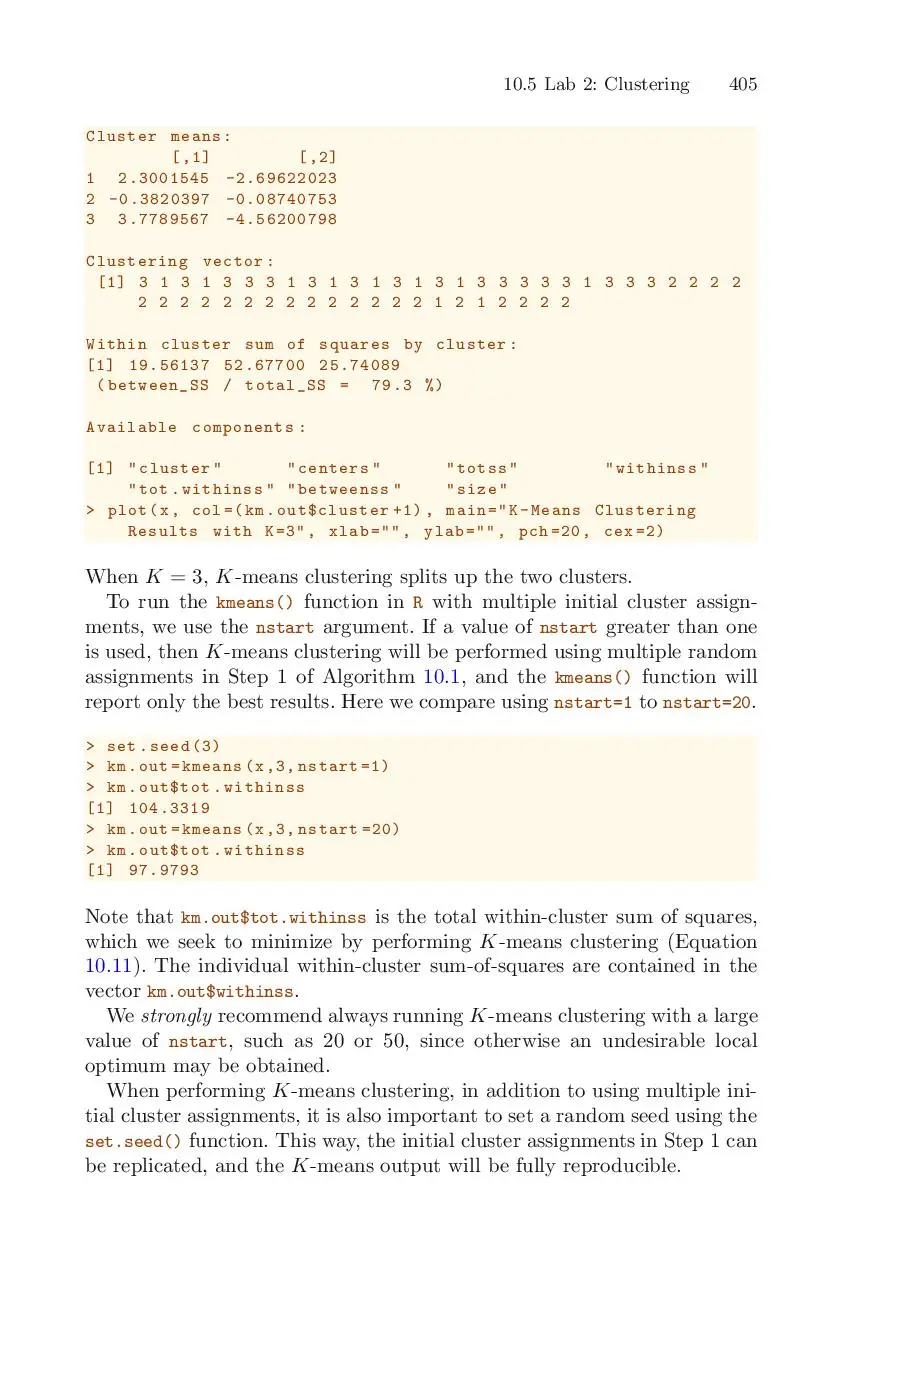 10.5 Lab 2: Clustering 405
Cluster means:
[,1] [,2]
1 2.3001545 -2.69622023
2 -0.3820397 -0.08740753
3 3.7789567 -4.56200798
Clustering vector:
[1] 3 1 3 1 3 3 3 1 3 1 3 1 3 1 3 1 3 3 3 3 3 1 3 3 3 2 2 2 2
2 2 2 2 2 2 2 2 2 2 2 2 2 2 1 2 1 2 2 2 2
Within cluster sum of squares by cluster:
[1] 19.56137 52.67700 25.74089
(between_SS / total_SS = 79.3 %)
Available components:
[1] "cluster" "centers" "totss" "withinss"
"tot.withinss" "betweenss" "size"
> plot(x, col=(km.out$cluster+1), main="K-Means Clustering
Results with K=3", xlab="", ylab="", pch=20, cex=2)
When K = 3, K-means clustering splits up the two clusters.
To run the kmeans() function in R with multiple initial cluster assign-
ments, we use the nstart argument. If a value of nstart greater than one
is used, then K-means clustering will be performed using multiple random
assignments in Step 1 of Algorithm 10.1, and the kmeans() function will
report only the best results. Here we compare using nstart=1 to nstart=20.
> set.seed(3)
> km.out=kmeans(x,3,nstart=1)
> km.out$tot.withinss
[1] 104.3319
> km.out=kmeans(x,3,nstart=20)
> km.out$tot.withinss
[1] 97.9793
Note that km.out$tot.withinss is the total within-cluster sum of squares,
which we seek to minimize by performing K-means clustering (Equation
10.11). The individual within-cluster sum-of-squares are contained in the
vector km.out$withinss.
We strongly recommend always running K-means clustering with a large
value of nstart, such as 20 or 50, since otherwise an undesirable local
optimum may be obtained.
When performing K-means clustering, in addition to using multiple ini-
tial cluster assignments, it is also important to set a random seed using the
set.seed() function. This way, the initial cluster assignments in Step 1 can
be replicated, and the K-means output will be fully reproducible.